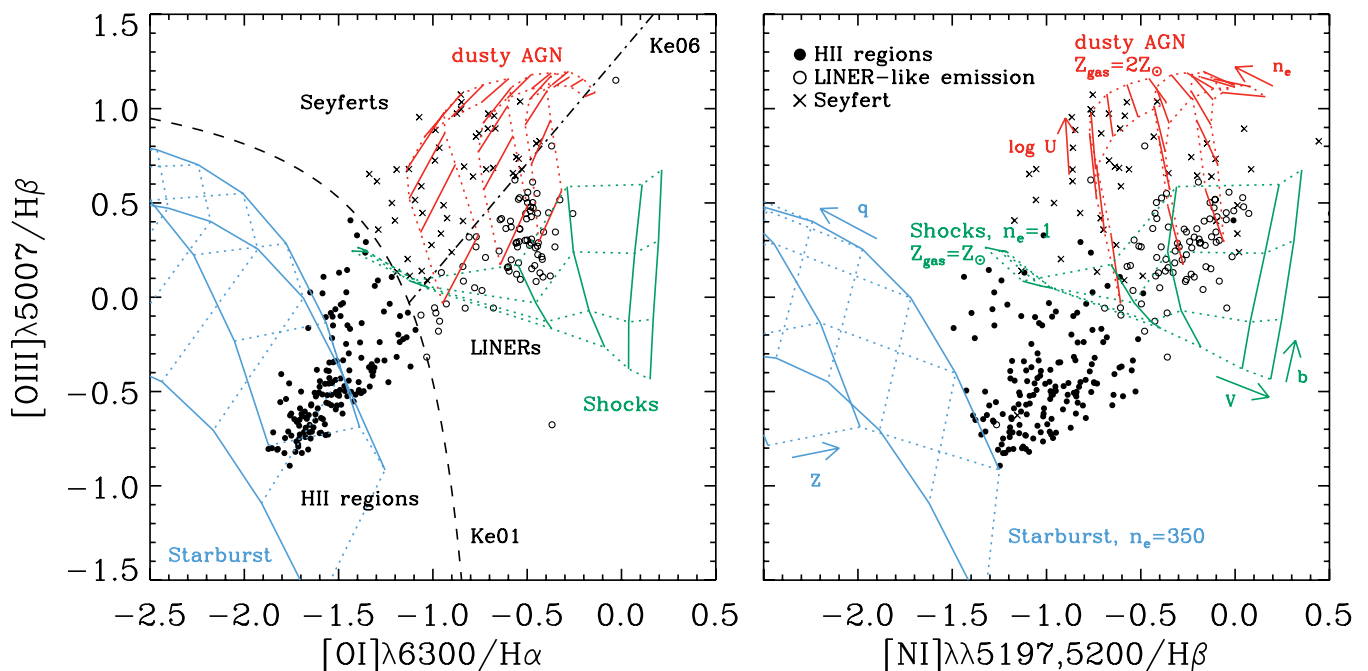 1.5
1.0
0.5
0.0
−0.5
−1.0
−1.5
[OIII]λ5007/Hβ
dusty AGN
Ke06
Seyferts
LINERs
Shocks
HII regions
Ke01
Starburst
−2.5 −2.0 −1.5 −1.0 −0.5 0.0 0.5
[OI]λ6300/Hα
HII regions
LINER−like emission
Seyfert
dusty AGN
Z_gas=2Z_⊙
n_e
log U
q
Shocks, n_e=1
Z_gas=Z_⊙
b
V
Z
Starburst, n_e=350
−2.5 −2.0 −1.5 −1.0 −0.5 0.0 0.5
[NI]λλ5197,5200/Hβ